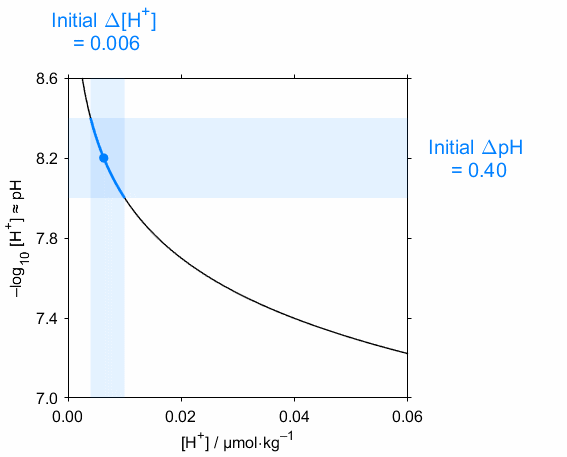 Initial Δ[H⁺]
= 0.006
8.6
8.2
7.8
7.4
7.0
−log₁₀ [H⁺] ≈ pH
Initial ΔpH
= 0.40
0.00 0.02 0.04 0.06
[H⁺] / μmol·kg⁻¹